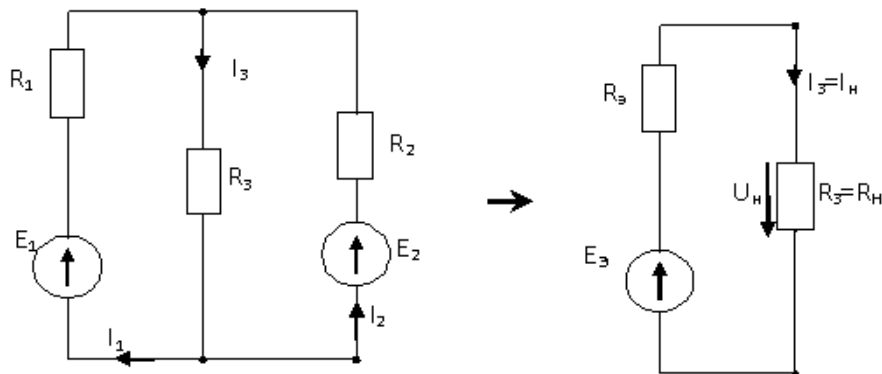 R₁
I₃
R₃
R₂
E₁
E₂
I₁
I₂
Rэ
I₃=Iн
Uн
R₃=Rн
Eэ